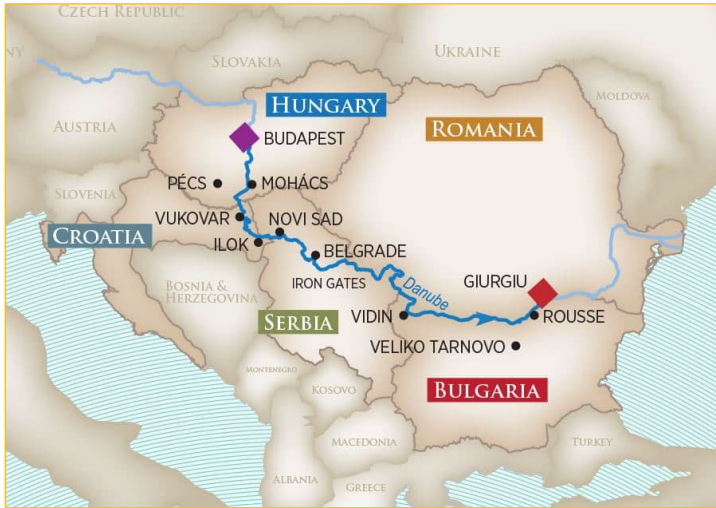 CZECH REPUBLIC
NY
SLOVAKIA
UKRAINE
HUNGARY
AUSTRIA
ROMANIA
MOLDOVA
BUDAPEST
SLOVENIA
PÉCS
MOHÁCS
VUKOVAR
NOVI SAD
CROATIA
ILOK
BELGRADE
BOSNIA &
HERZEGOVINA
IRON GATES
Danube
GIURGIU
SERBIA
VIDIN
ROUSSE
VELIKO TARNOVO
MONTENEGRO
KOSOVO
BULGARIA
MACEDONIA
TURKEY
ALBANIA
GREECE